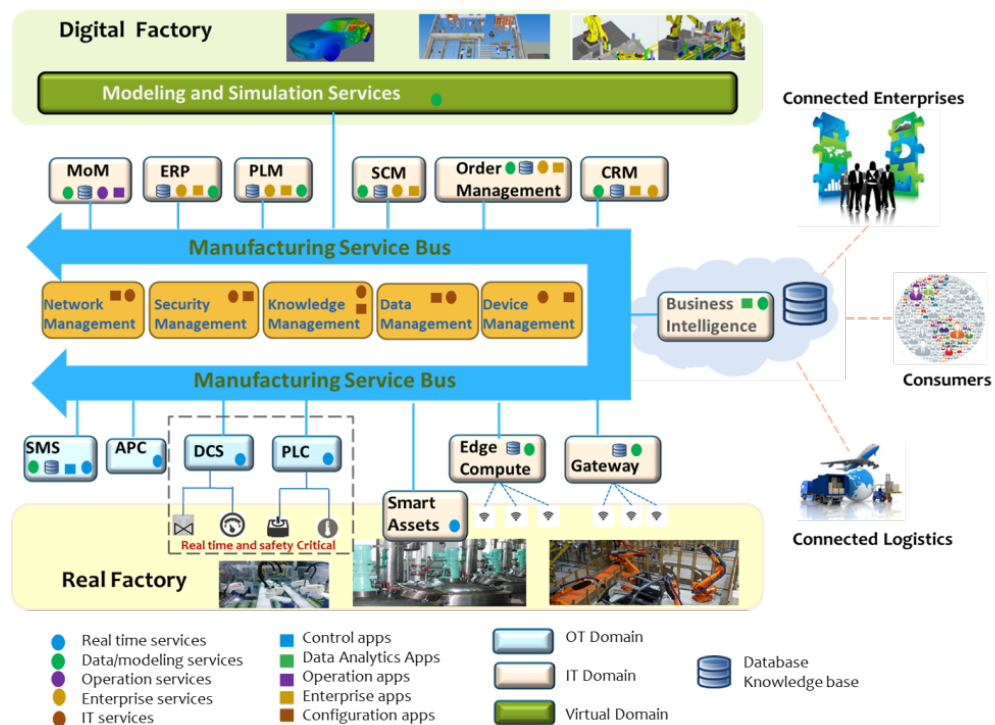 Digital Factory
Modeling and Simulation Services
Connected Enterprises
MoM
ERP
PLM
SCM
Order
Management
CRM
Manufacturing Service Bus
Network
Management
Security
Management
Knowledge
Management
Data
Management
Device
Management
Business
Intelligence
Consumers
Manufacturing Service Bus
SMS
APC
DCS
PLC
Edge
Compute
Gateway
Smart
Assets
Connected Logistics
Real time and safety Critical
Real Factory
Real time services
Data/modeling services
Operation services
Enterprise services
IT services
Control apps
Data Analytics Apps
Operation apps
Enterprise apps
Configuration apps
OT Domain
IT Domain
Virtual Domain
Database
Knowledge base